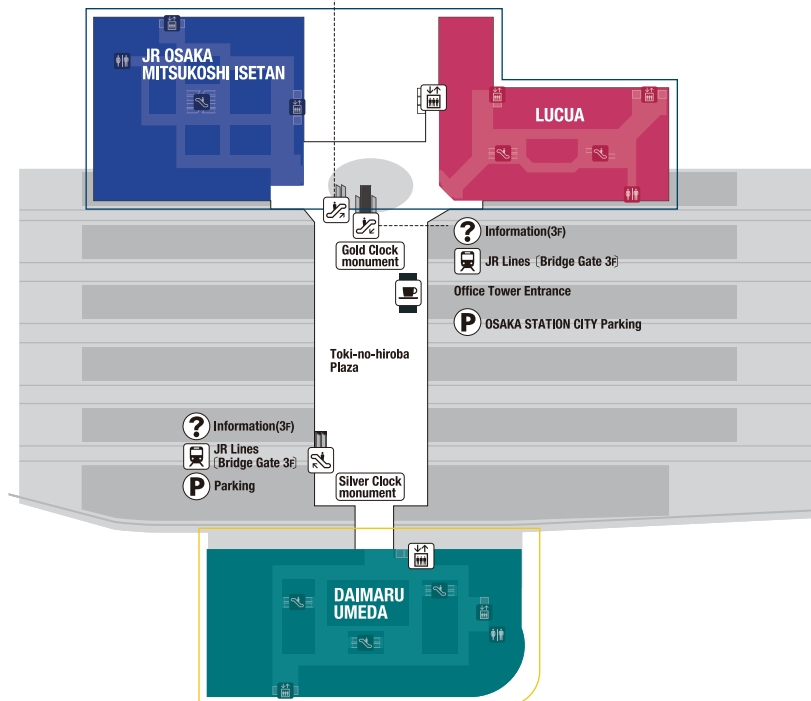 JR OSAKA
MITSUKOSHI ISETAN
LUCUA
? Information(3F)
Gold Clock
monument
JR Lines [Bridge Gate 3F]
Office Tower Entrance
P OSAKA STATION CITY Parking
Toki-no-hiroba
Plaza
? Information(3F)
JR Lines
[Bridge Gate 3F]
P Parking
Silver Clock
monument
DAIMARU
UMEDA